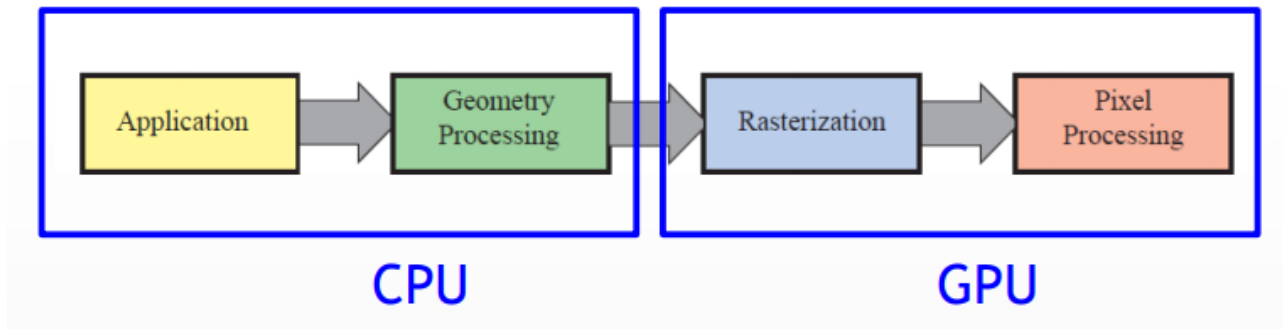 Application
Geometry
Processing
Rasterization
Pixel
Processing
CPU
GPU